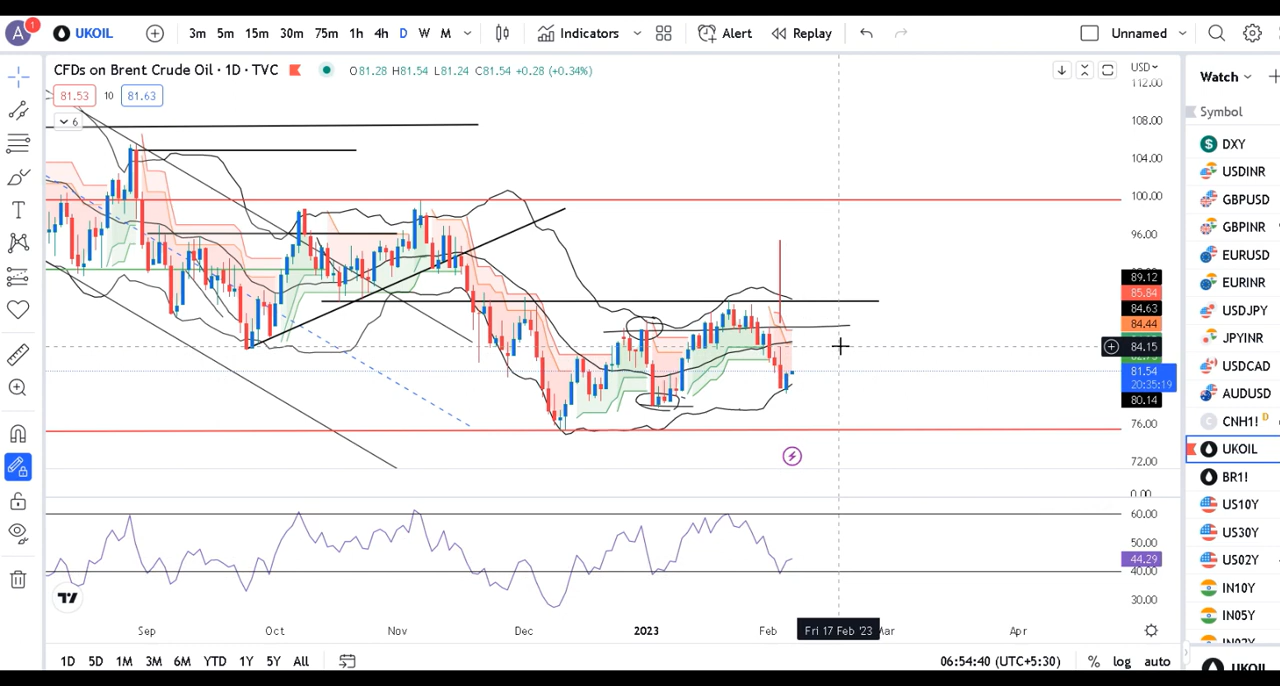 A 1 UKOIL 3m 5m 15m 30m 75m 1h 4h D W M Indicators Alert Replay Unnamed
CFDs on Brent Crude Oil · 1D · TVC O81.28 H81.54 L81.24 C81.54 +0.28 (+0.34%) USD Watch
81.53 10 81.63
6
112.00
108.00
104.00
100.00
96.00
89.12
85.84
84.63
84.44
84.15
81.54
20:35:19
80.14
76.00
72.00
0.00
60.00
50.00
44.29
40.00
30.00
Symbol
DXY
USDINR
GBPUSD
GBPINR
EURUSD
EURINR
USDJPY
JPYINR
USDCAD
AUDUSD
CNH1! D
UKOIL
BR1!
US10Y
US30Y
US02Y
IN10Y
IN05Y
UKOIL
Sep Oct Nov Dec 2023 Feb Fri 17 Feb '23 Mar Apr
1D 5D 1M 3M 6M YTD 1Y 5Y All 06:54:40 (UTC+5:30) % log auto